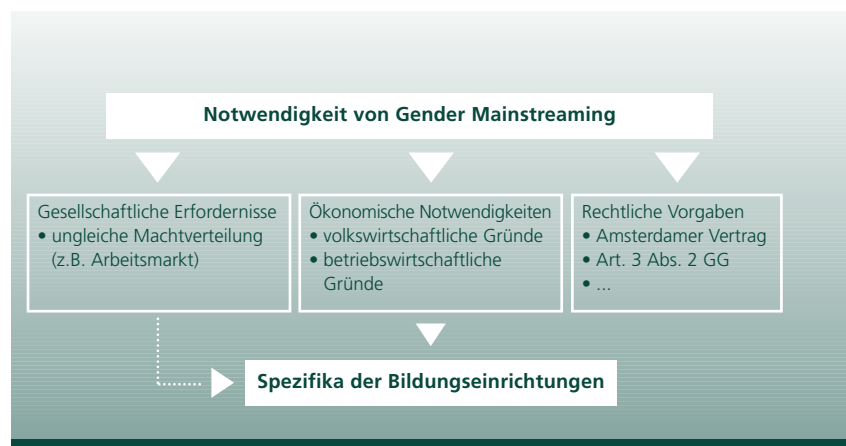 Notwendigkeit von Gender Mainstreaming
Gesellschaftliche Erfordernisse
• ungleiche Machtverteilung
(z.B. Arbeitsmarkt)
Ökonomische Notwendigkeiten
• volkswirtschaftliche Gründe
• betriebswirtschaftliche
Gründe
Rechtliche Vorgaben
• Amsterdamer Vertrag
• Art. 3 Abs. 2 GG
• ...
Spezifika der Bildungseinrichtungen